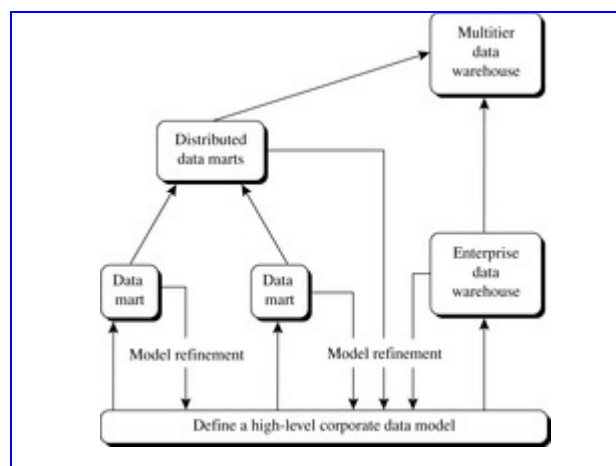 Multitier
data
warehouse
Distributed
data marts
Data
mart
Data
mart
Enterprise
data
warehouse
Model refinement
Model refinement
Define a high-level corporate data model